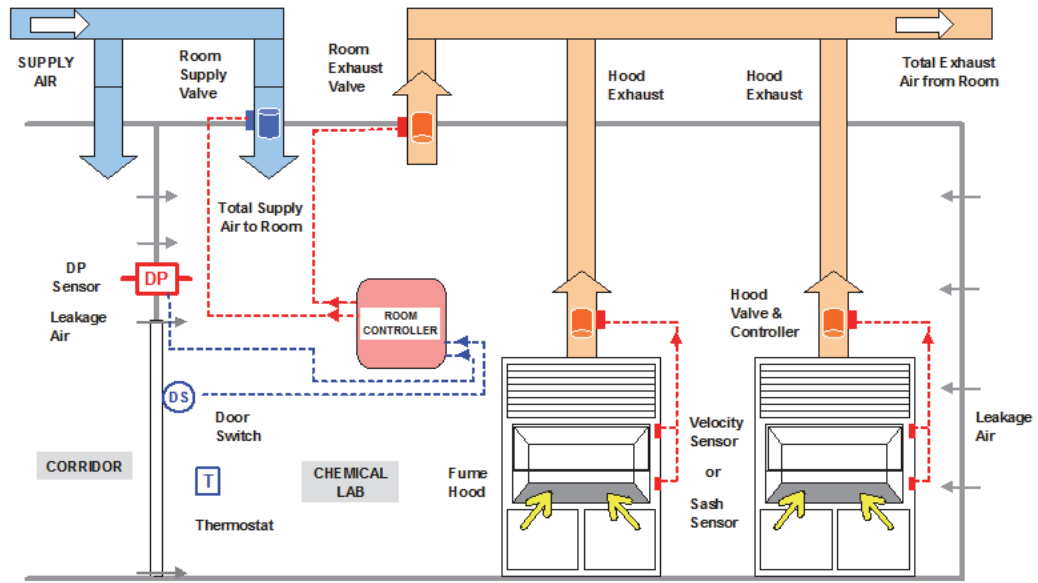 SUPPLY
AIR
Room
Supply
Valve
Room
Exhaust
Valve
Hood
Exhaust
Hood
Exhaust
Total Exhaust
Air from Room
Total Supply
Air to Room
DP
Sensor
DP
Leakage
Air
ROOM
CONTROLLER
Hood
Valve &
Controller
DS
Door
Switch
CORRIDOR
T
Thermostat
CHEMICAL
LAB
Fume
Hood
Velocity
Sensor
or
Sash
Sensor
Leakage
Air